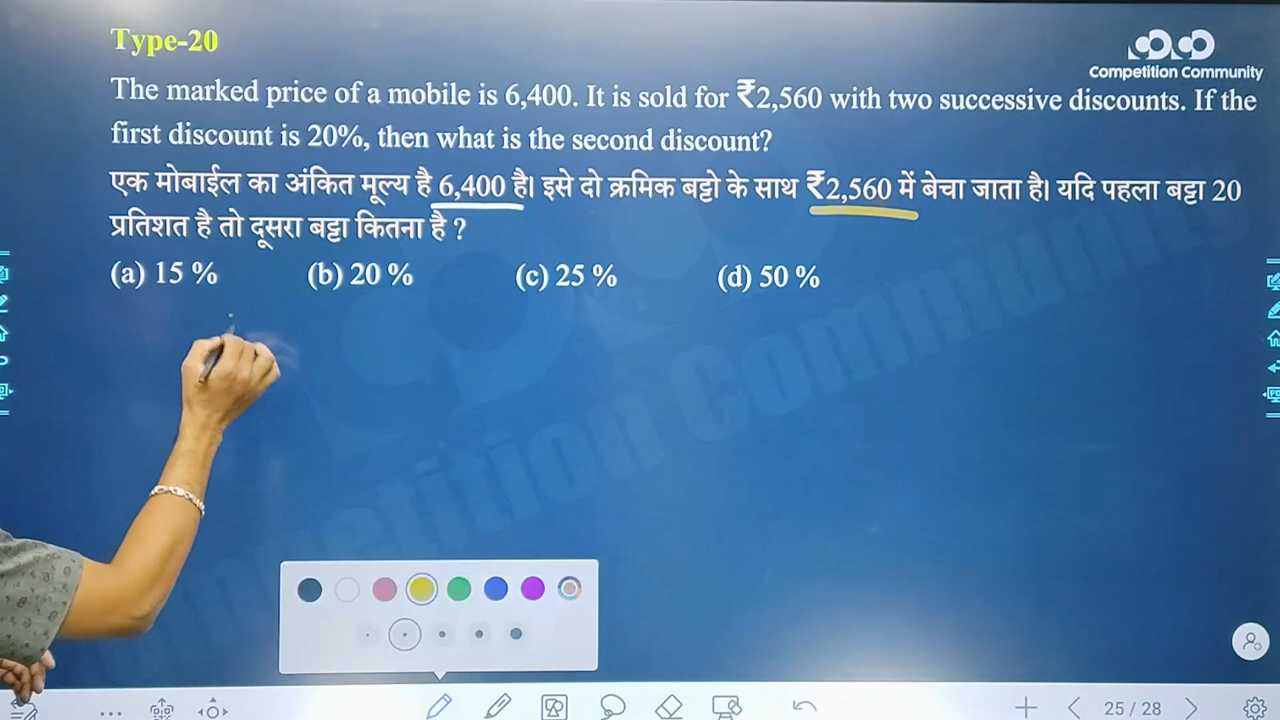 Type-20
Competition Community
The marked price of a mobile is 6,400. It is sold for ₹2,560 with two successive discounts. If the
first discount is 20%, then what is the second discount?
एक मोबाईल का अंकित मूल्य है 6,400 है। इसे दो क्रमिक बट्टो के साथ ₹2,560 में बेचा जाता है। यदि पहला बट्टा 20
प्रतिशत है तो दूसरा बट्टा कितना है ?
(a) 15 % (b) 20 % (c) 25 % (d) 50 %
Competition Community
25 / 28